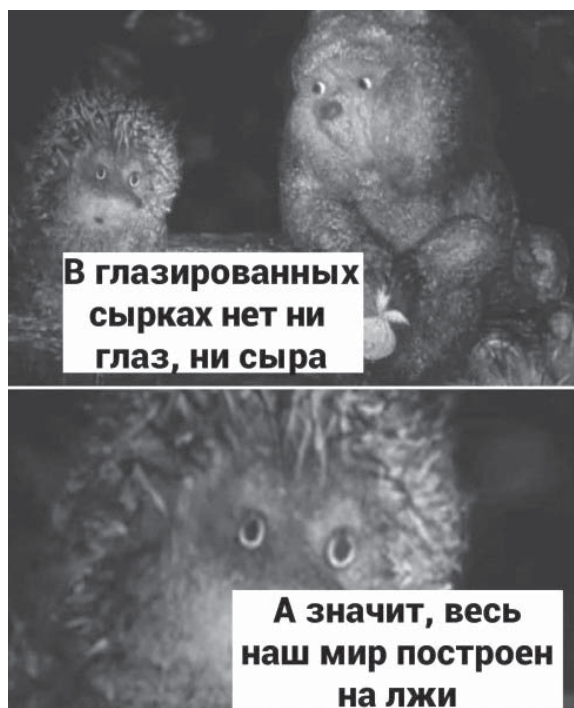 В глазированных
сырках нет ни
глаз, ни сыра
А значит, весь
наш мир построен
на лжи